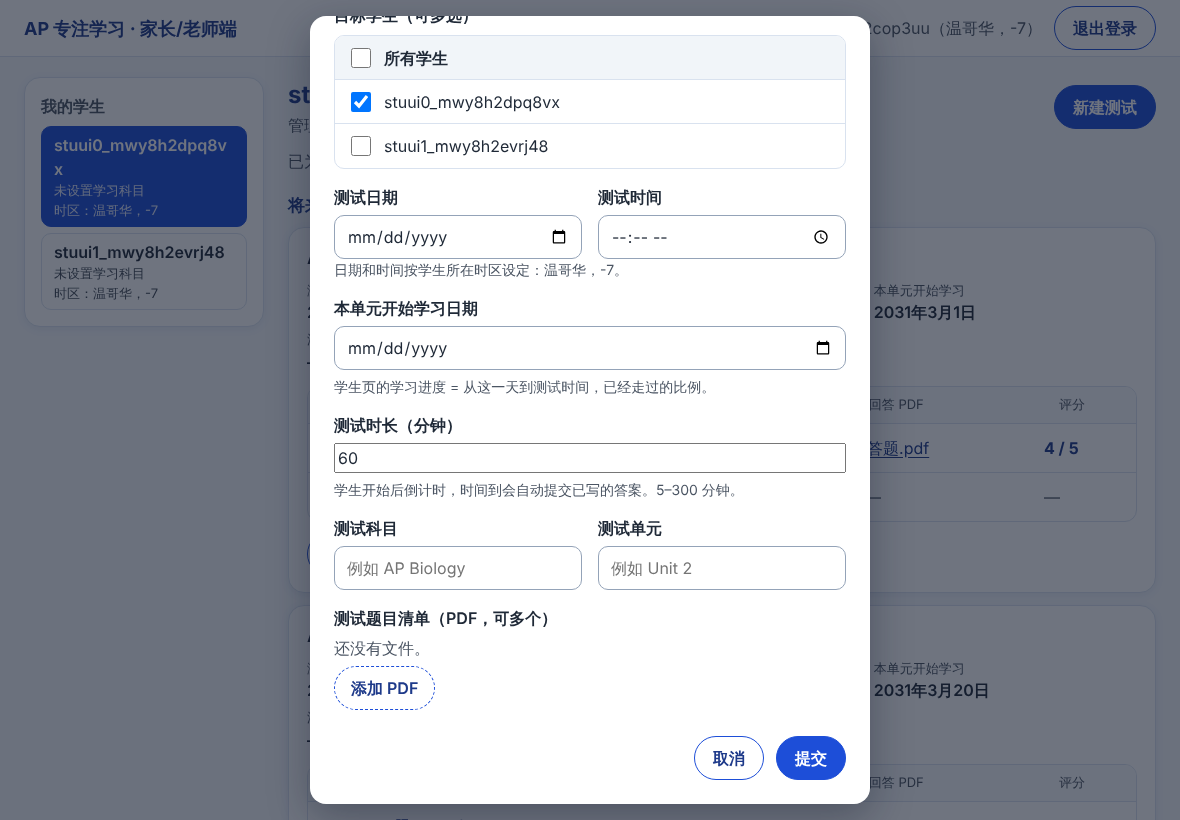 AP 专注学习 · 家长/老师端
cop3uu（温哥华，-7）
退出登录
我的学生
stuui0_mwy8h2dpq8v
x
未设置学习科目
时区：温哥华，-7
stuui1_mwy8h2evrj48
未设置学习科目
时区：温哥华，-7
新建测试
目标学生（可多选）
所有学生
stuui0_mwy8h2dpq8vx
stuui1_mwy8h2evrj48
测试日期
测试时间
mm/dd/yyyy
--:-- --
日期和时间按学生所在时区设定：温哥华，-7。
本单元开始学习日期
mm/dd/yyyy
学生页的学习进度 = 从这一天到测试时间，已经走过的比例。
测试时长（分钟）
60
学生开始后倒计时，时间到会自动提交已写的答案。5–300 分钟。
测试科目
测试单元
例如 AP Biology
例如 Unit 2
测试题目清单（PDF，可多个）
还没有文件。
添加 PDF
取消
提交
本单元开始学习
2031年3月1日
回答 PDF
评分
答题.pdf
4 / 5
—
—
本单元开始学习
2031年3月20日
回答 PDF
评分